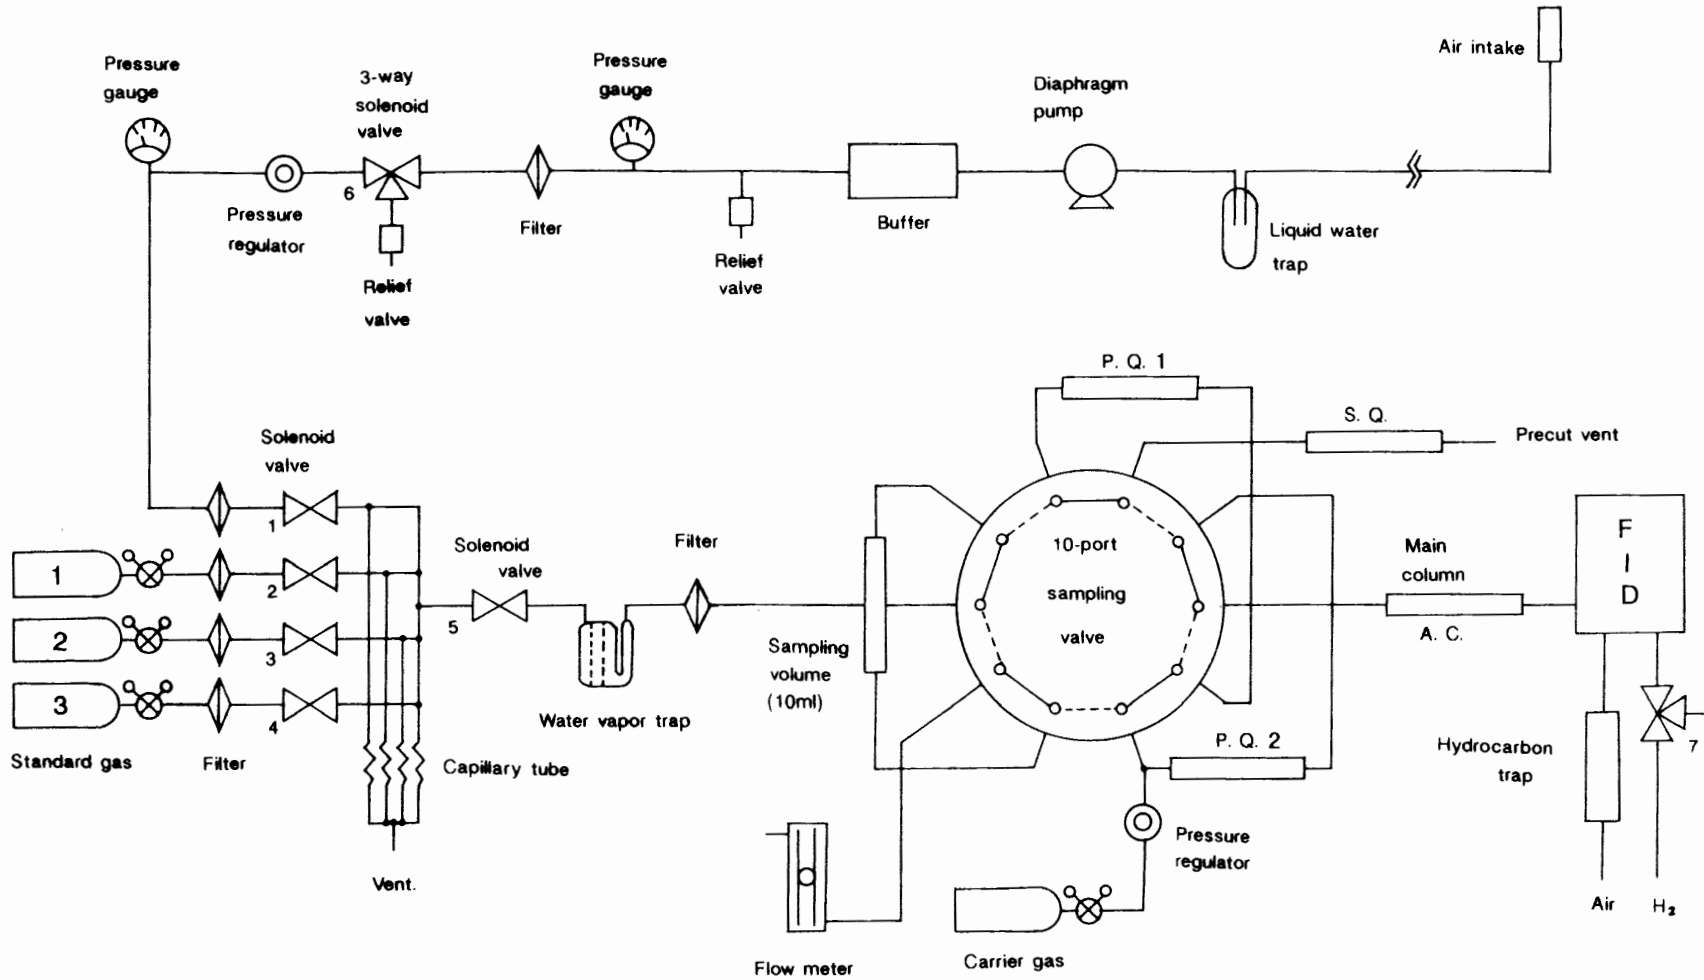 Air intake
Pressure
gauge
3-way
solenoid
valve
6
Pressure
gauge
Diaphragm
pump
Pressure
regulator
Relief
valve
Filter
Relief
valve
Buffer
Liquid water
trap
P. Q. 1
S. Q.
Precut vent
Solenoid
valve
1
1
2
2
3
3
4
Standard gas
Filter
Capillary tube
Vent.
Solenoid
valve
5
Filter
Water vapor trap
Sampling
volume
(10ml)
10-port
sampling
valve
Main
column
A. C.
F
I
D
P. Q. 2
Hydrocarbon
trap
7
Pressure
regulator
Air
H₂
Flow meter
Carrier gas